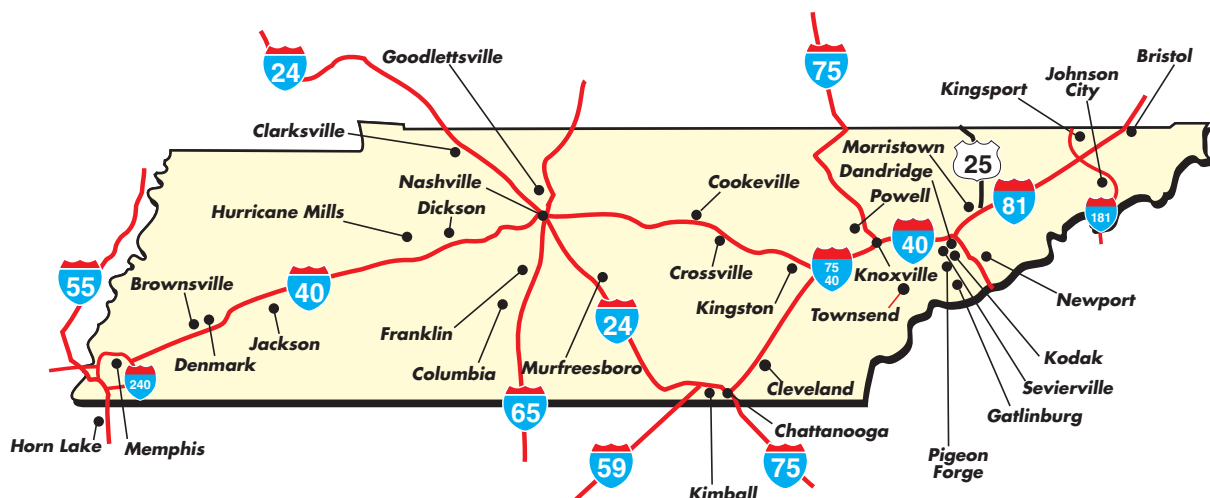 24
Goodlettsville
75
Kingsport
Johnson
City
Bristol
Clarksville
Morristown
25
Dandridge
Nashville
Cookeville
Powell
Dickson
Hurricane Mills
81
181
40
55
Brownsville
40
Crossville
75
40
Knoxville
Newport
Kingston
Townsend
Franklin
24
Jackson
Denmark
Columbia
Murfreesboro
Kodak
240
Cleveland
Sevierville
65
Gatlinburg
Horn Lake
Memphis
Chattanooga
59
75
Pigeon
Forge
Kimball